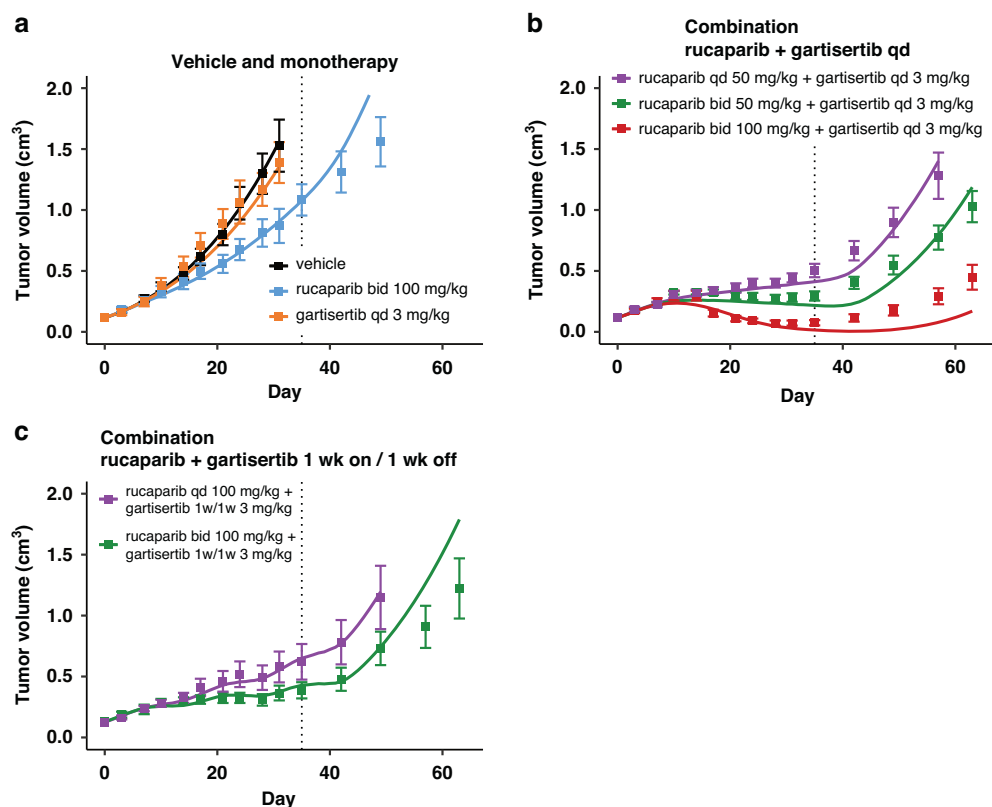 a
Vehicle and monotherapy
Tumor volume (cm³)
2.0
1.5
1.0
0.5
0.0
vehicle
rucaparib bid 100 mg/kg
gartisertib qd 3 mg/kg
0 20 40 60
Day
b
Combination
rucaparib + gartisertib qd
Tumor volume (cm³)
2.0
1.5
1.0
0.5
0.0
rucaparib qd 50 mg/kg + gartisertib qd 3 mg/kg
rucaparib bid 50 mg/kg + gartisertib qd 3 mg/kg
rucaparib bid 100 mg/kg + gartisertib qd 3 mg/kg
0 20 40 60
Day
c
Combination
rucaparib + gartisertib 1 wk on / 1 wk off
Tumor volume (cm³)
2.0
1.5
1.0
0.5
0.0
rucaparib qd 100 mg/kg +
gartisertib 1w/1w 3 mg/kg
rucaparib bid 100 mg/kg +
gartisertib 1w/1w 3 mg/kg
0 20 40 60
Day